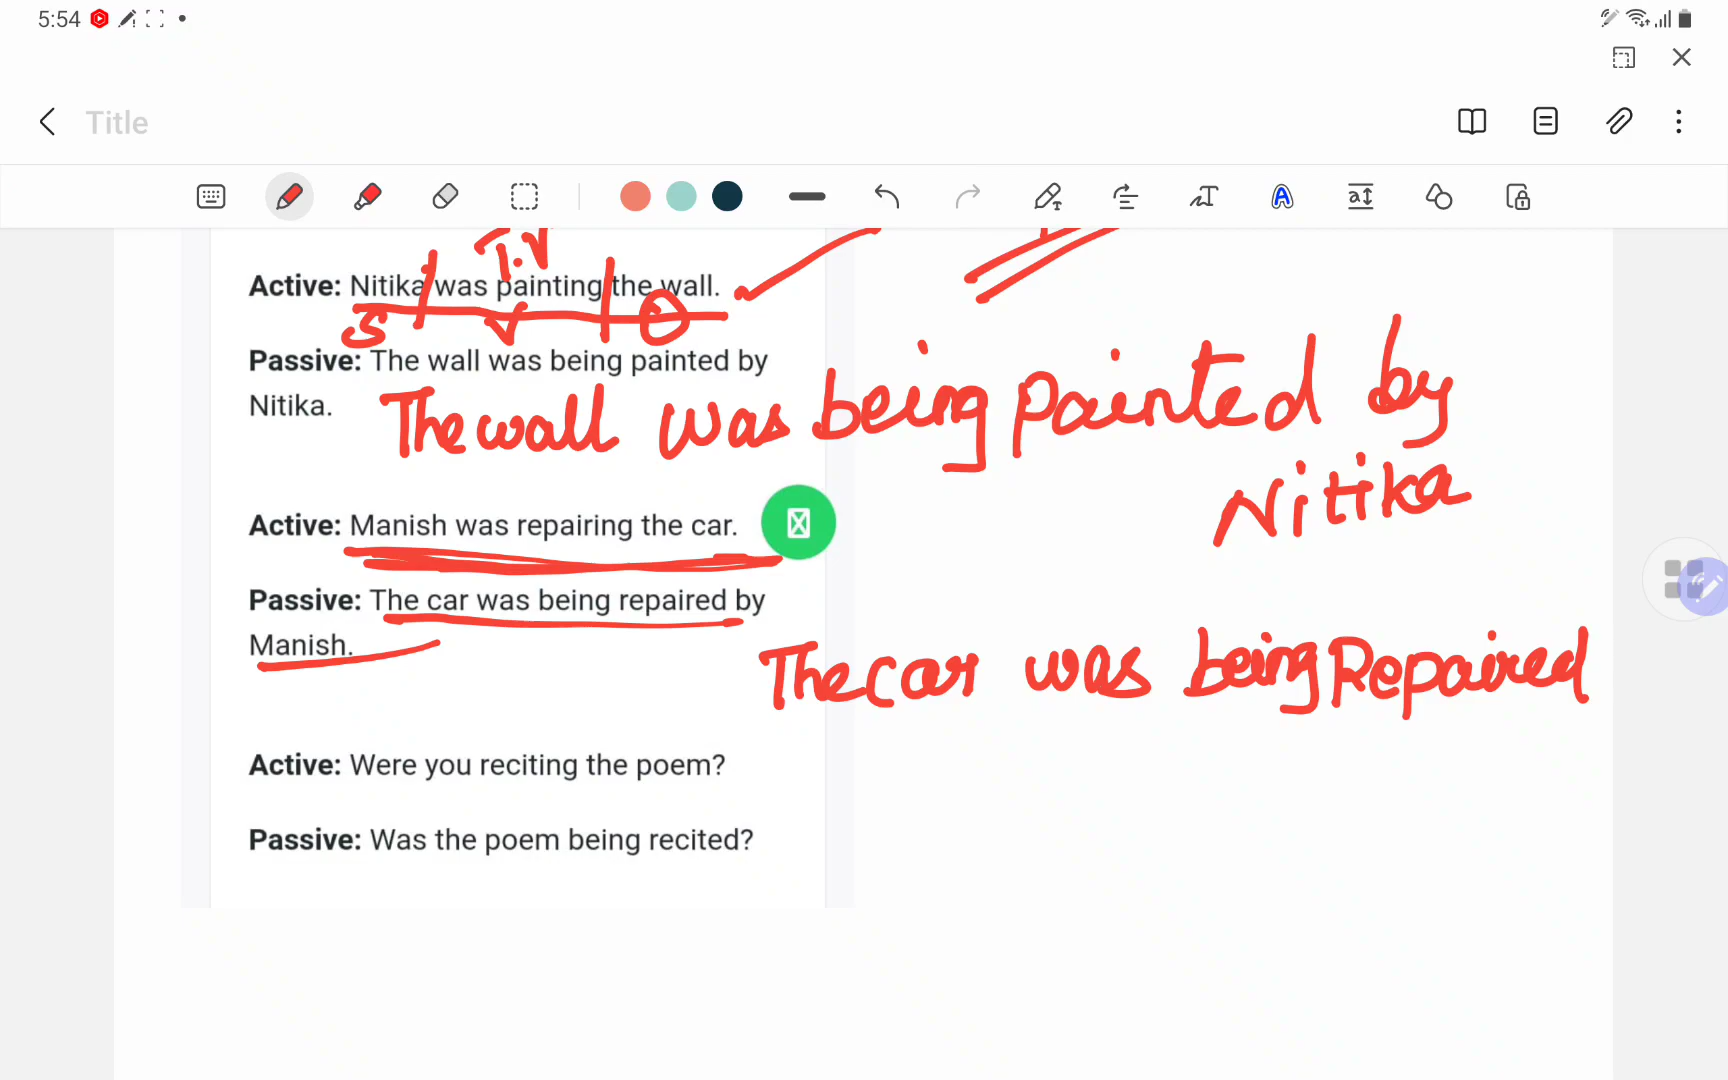 5:54
Title
T.V
Active: Nitika was painting the wall.
S V O
Passive: The wall was being painted by
Nitika.
The wall was being painted by
Nitika
Active: Manish was repairing the car.
Passive: The car was being repaired by
Manish.
The car was being Repaired
Active: Were you reciting the poem?
Passive: Was the poem being recited?